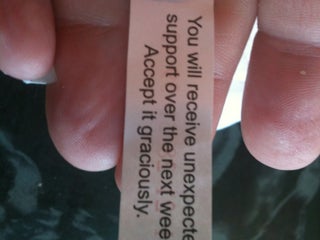 You will receive unexpecte
support over the next wee
Accept it graciously.